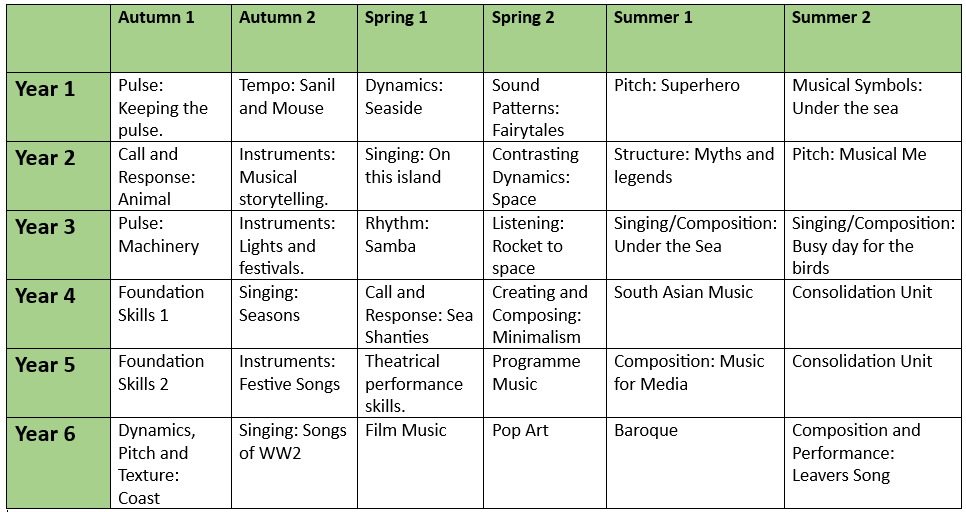 Autumn 1
Autumn 2
Spring 1
Spring 2
Summer 1
Summer 2
Year 1
Pulse:
Keeping the
pulse.
Tempo: Sanil
and Mouse
Dynamics:
Seaside
Sound
Patterns:
Fairytales
Pitch: Superhero
Musical Symbols:
Under the sea
Year 2
Call and
Response:
Animal
Instruments:
Musical
storytelling.
Singing: On
this island
Contrasting
Dynamics:
Space
Structure: Myths and
legends
Pitch: Musical Me
Year 3
Pulse:
Machinery
Instruments:
Lights and
festivals.
Rhythm:
Samba
Listening:
Rocket to
space
Singing/Composition:
Under the Sea
Singing/Composition:
Busy day for the
birds
Year 4
Foundation
Skills 1
Singing:
Seasons
Call and
Response: Sea
Shanties
Creating and
Composing:
Minimalism
South Asian Music
Consolidation Unit
Year 5
Foundation
Skills 2
Instruments:
Festive Songs
Theatrical
performance
skills.
Programme
Music
Composition: Music
for Media
Consolidation Unit
Year 6
Dynamics,
Pitch and
Texture:
Coast
Singing: Songs
of WW2
Film Music
Pop Art
Baroque
Composition and
Performance:
Leavers Song